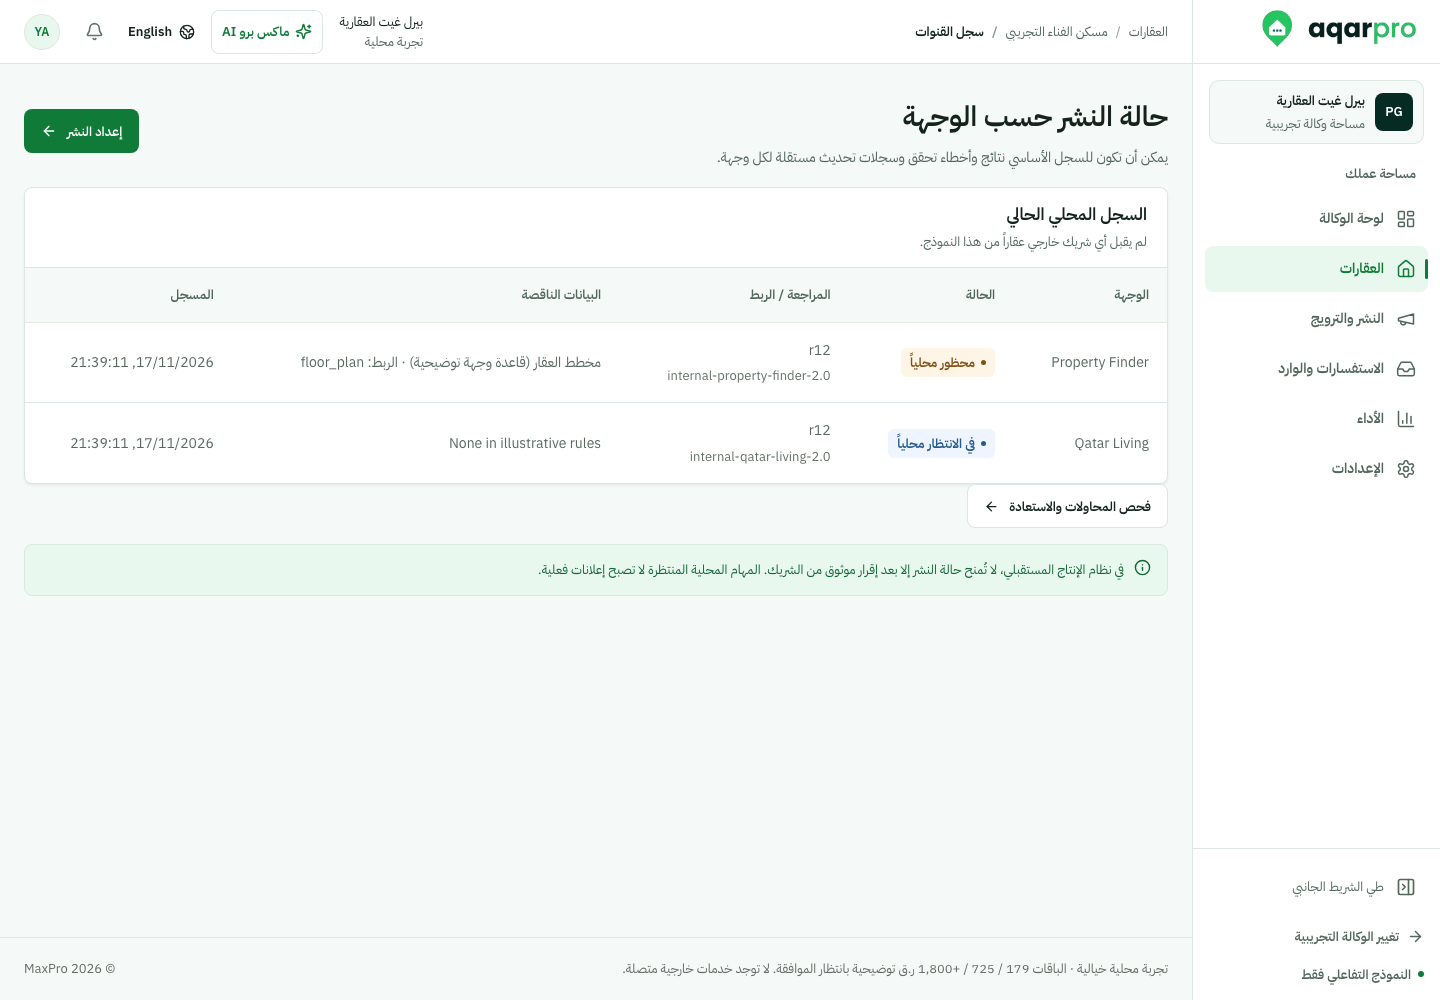 aqarpro
العقارات / مسكن الفناء التجريبي / سجل القنوات
بيرل غيت العقارية
تجربة محلية
ماكس برو AI
English
YA
PG
بيرل غيت العقارية
مساحة وكالة تجريبية
مساحة عملك
لوحة الوكالة
العقارات
النشر والترويج
الاستفسارات والوارد
الأداء
الإعدادات
طي الشريط الجانبي
تغيير الوكالة التجريبية
النموذج التفاعلي فقط
حالة النشر حسب الوجهة
يمكن أن تكون للسجل الأساسي نتائج وأخطاء تحقق وسجلات تحديث مستقلة لكل وجهة.
إعداد النشر
السجل المحلي الحالي
لم يقبل أي شريك خارجي عقاراً من هذا النموذج.
الوجهة الحالة المراجعة / الربط البيانات الناقصة المسجل
Property Finder
محظور محلياً
r12
internal-property-finder-2.0
مخطط العقار (قاعدة وجهة توضيحية) · الربط: floor_plan
17/11/2026, 21:39:11
Qatar Living
في الانتظار محلياً
r12
internal-qatar-living-2.0
None in illustrative rules
17/11/2026, 21:39:11
فحص المحاولات والاستعادة
في نظام الإنتاج المستقبلي، لا تُمنح حالة النشر إلا بعد إقرار موثوق من الشريك. المهام المحلية المنتظرة لا تصبح إعلانات فعلية.
تجربة محلية خيالية · الباقات 179 / 725 / +1,800 ر.ق توضيحية بانتظار الموافقة. لا توجد خدمات خارجية متصلة.
© 2026 MaxPro